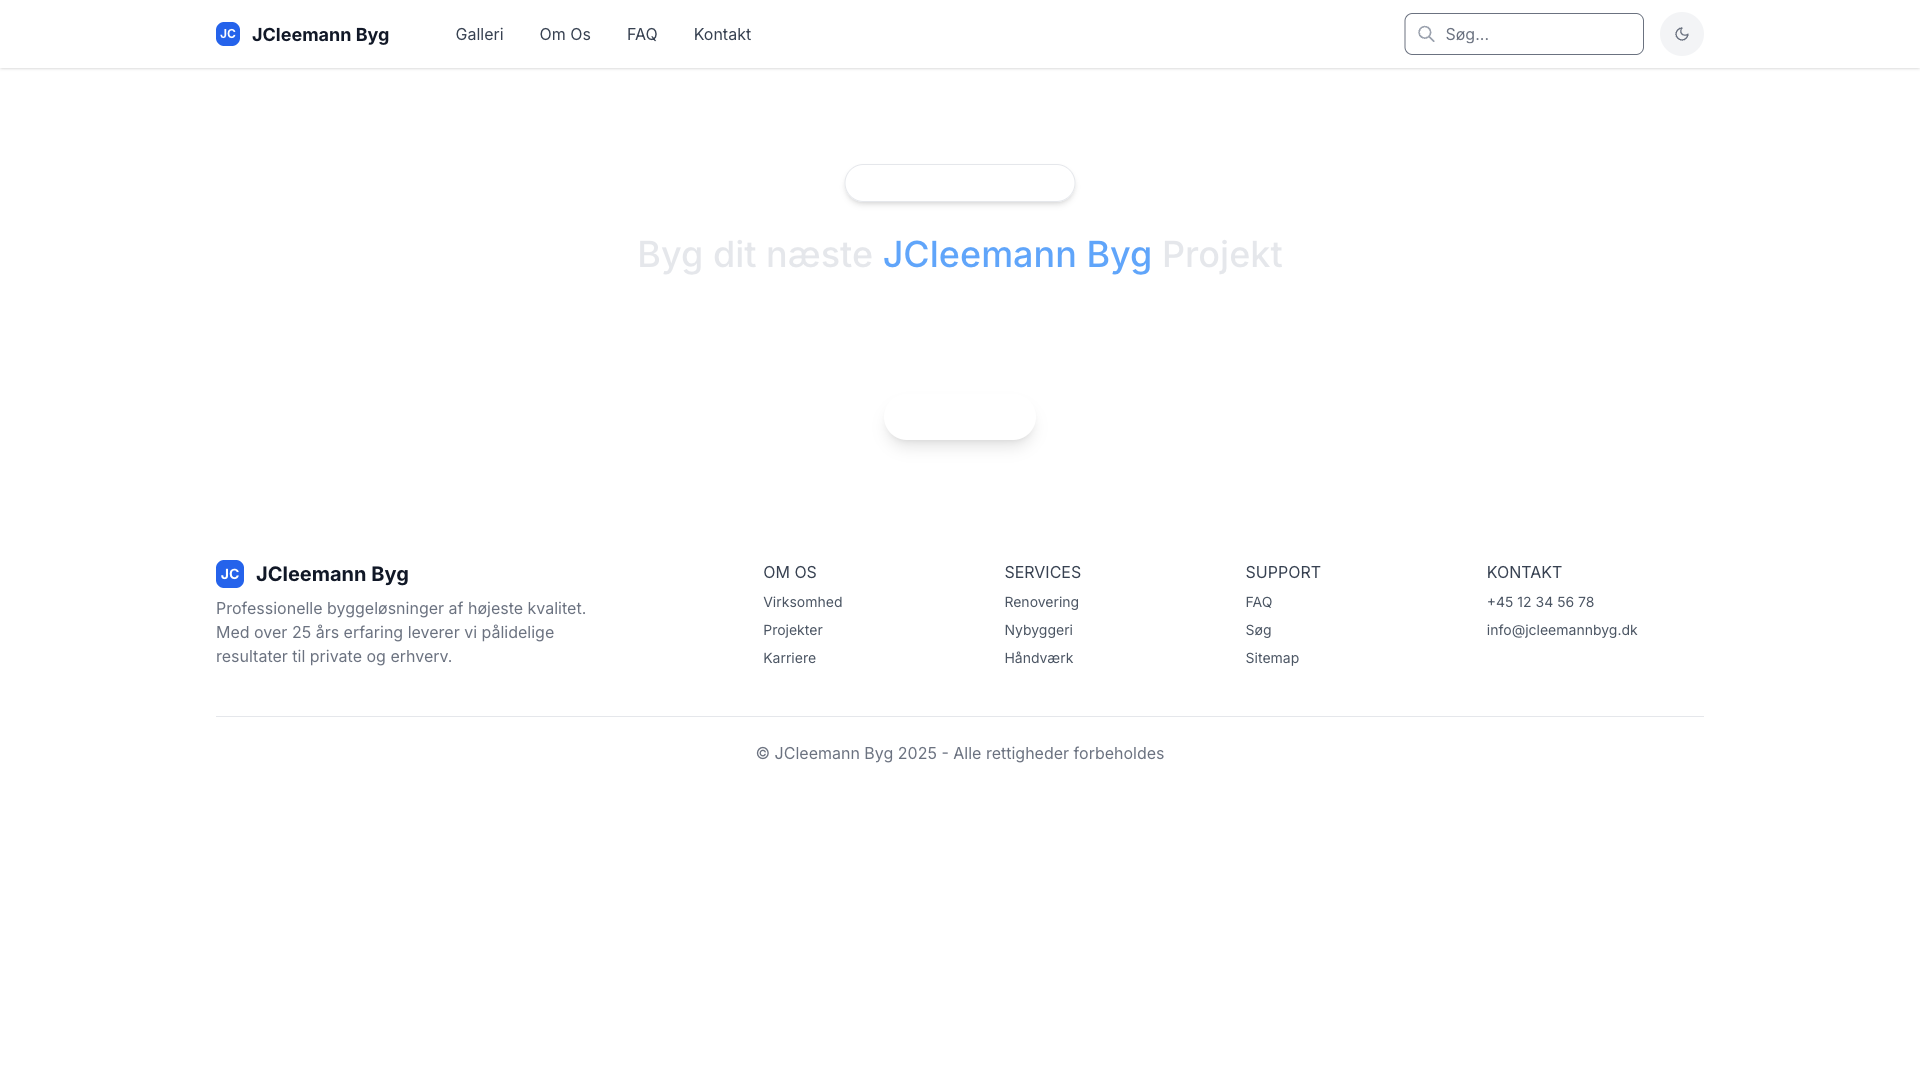 JC JCleemann Byg Galleri Om Os FAQ Kontakt Søg...
Byg dit næste JCleemann Byg Projekt
JC JCleemann Byg
Professionelle byggeløsninger af højeste kvalitet.
Med over 25 års erfaring leverer vi pålidelige
resultater til private og erhverv.
OM OS
Virksomhed
Projekter
Karriere
SERVICES
Renovering
Nybyggeri
Håndværk
SUPPORT
FAQ
Søg
Sitemap
KONTAKT
+45 12 34 56 78
info@jcleemannbyg.dk
© JCleemann Byg 2025 - Alle rettigheder forbeholdes